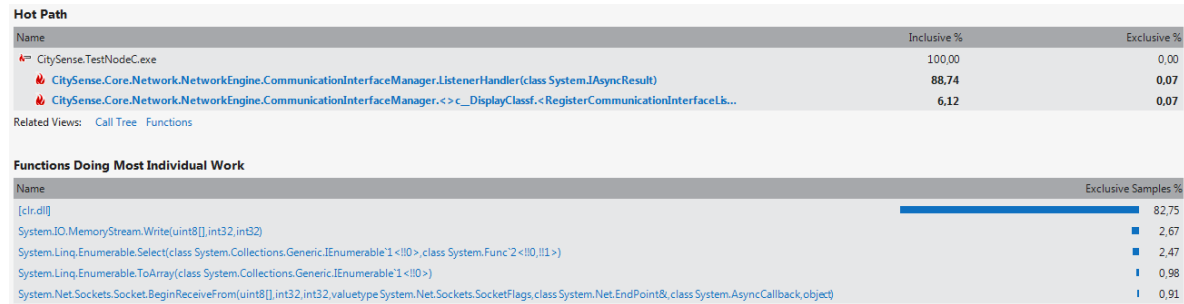 Hot Path
Name Inclusive % Exclusive %
CitySense.TestNodeC.exe 100,00 0,00
CitySense.Core.Network.NetworkEngine.CommunicationInterfaceManager.ListenerHandler(class System.IAsyncResult) 88,74 0,07
CitySense.Core.Network.NetworkEngine.CommunicationInterfaceManager.<>c__DisplayClassf.<RegisterCommunicationInterfaceLis... 6,12 0,07
Related Views: Call Tree Functions
Functions Doing Most Individual Work
Name Exclusive Samples %
[clr.dll] 82,75
System.IO.MemoryStream.Write(uint8[],int32,int32) 2,67
System.Linq.Enumerable.Select(class System.Collections.Generic.IEnumerable`1<!!0>,class System.Func`2<!!0,!!1>) 2,47
System.Linq.Enumerable.ToArray(class System.Collections.Generic.IEnumerable`1<!!0>) 0,98
System.Net.Sockets.Socket.BeginReceiveFrom(uint8[],int32,int32,valuetype System.Net.Sockets.SocketFlags,class System.Net.EndPoint&,class System.AsyncCallback,object) 0,91